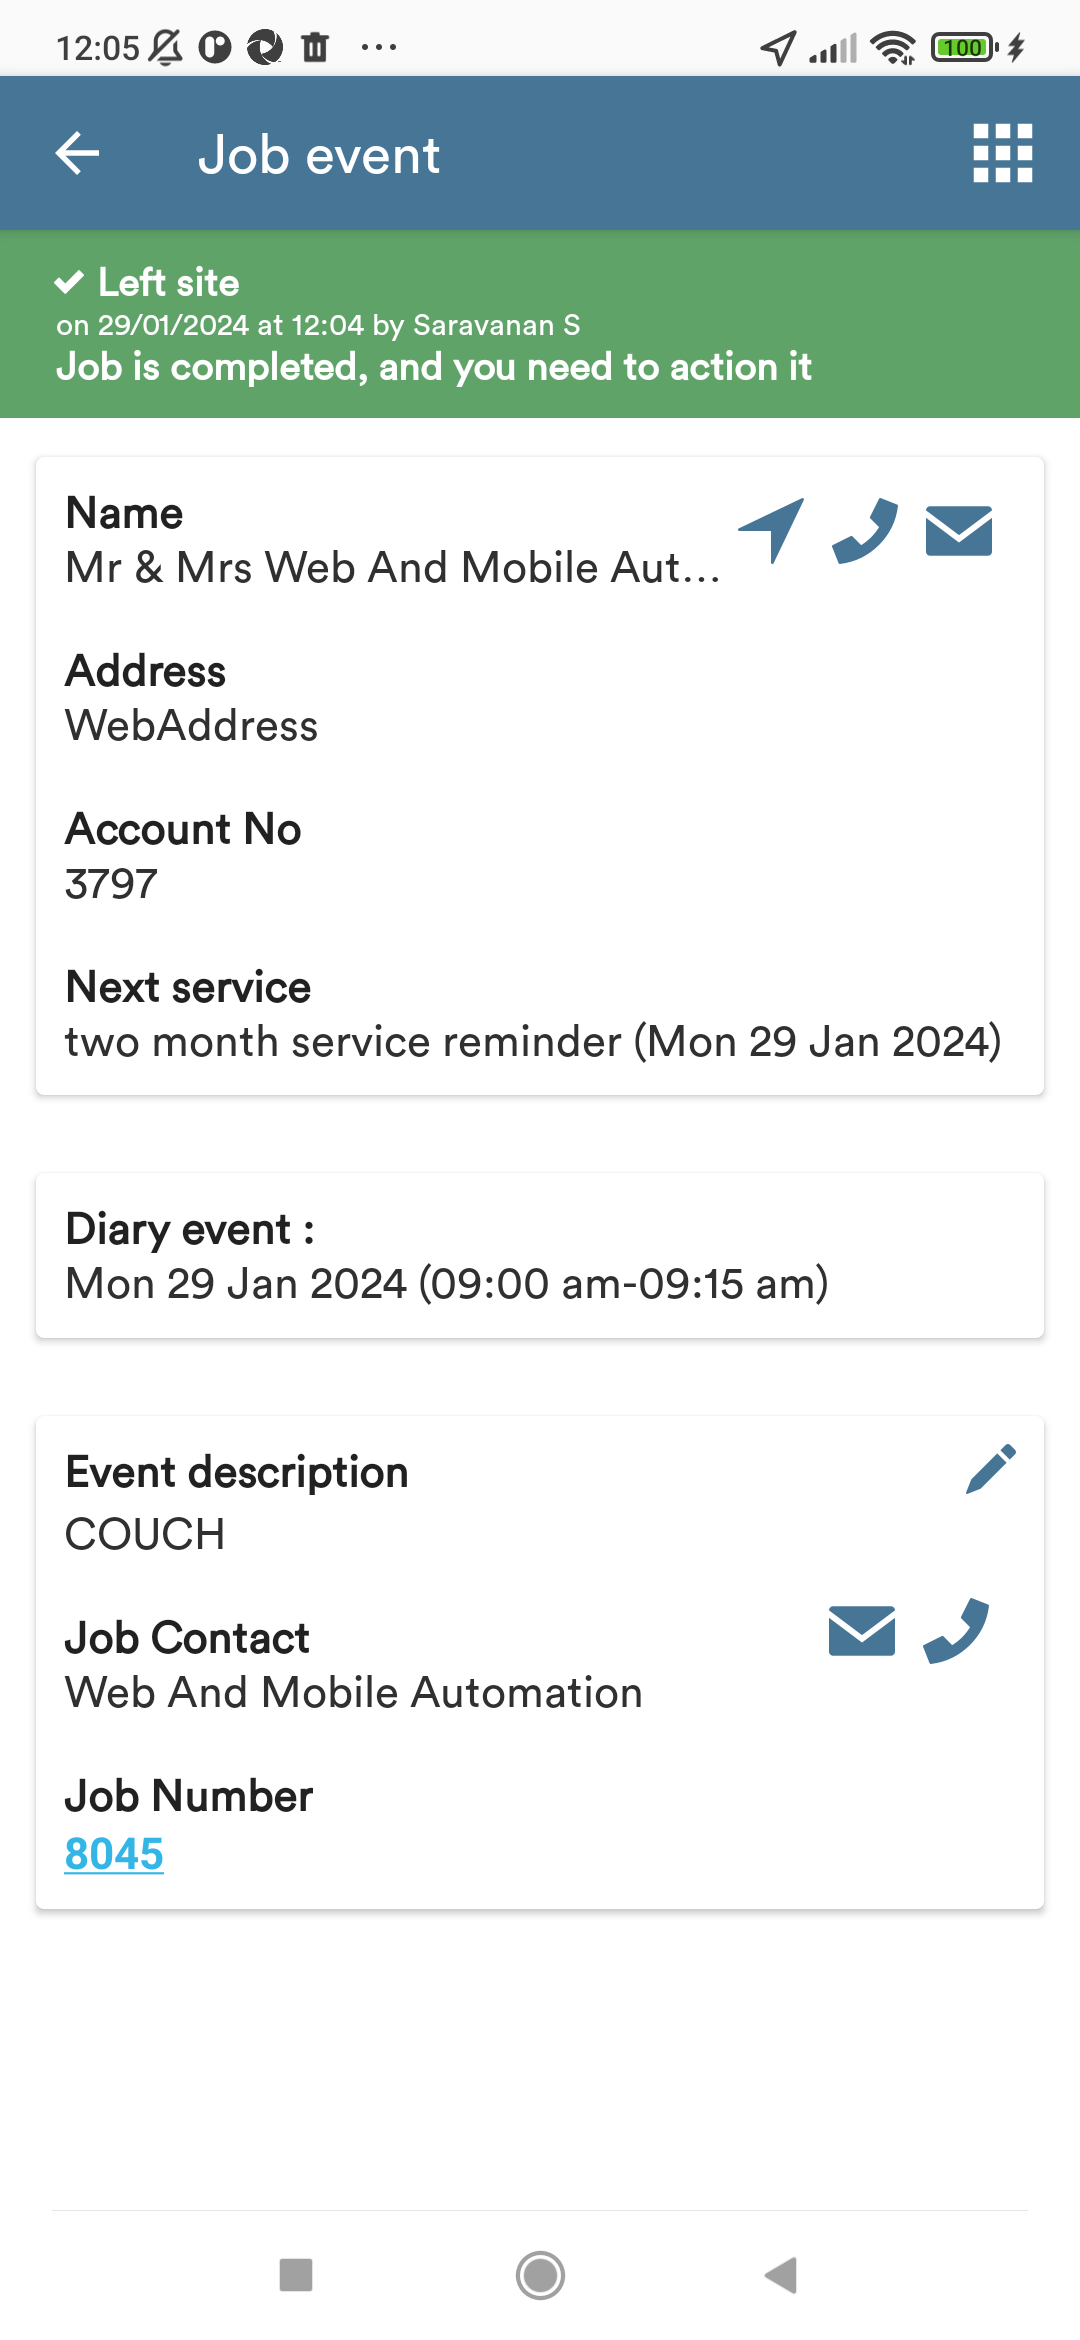 12:05
100
Job event
Left site
on 29/01/2024 at 12:04 by Saravanan S
Job is completed, and you need to action it
Name
Mr & Mrs Web And Mobile Aut...
Address
WebAddress
Account No
3797
Next service
two month service reminder (Mon 29 Jan 2024)
Diary event :
Mon 29 Jan 2024 (09:00 am-09:15 am)
Event description
COUCH
Job Contact
Web And Mobile Automation
Job Number
8045